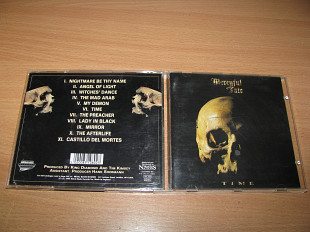 I. NIGHTMARE BE THY NAME
II. ANGEL OF LIGHT
III. WITCHES' DANCE
IV. THE MAD ARAB
V. MY DEMON
VI. TIME
VII. THE PREACHER
VIII. LADY IN BLACK
IX. MIRROR
X. THE AFTERLIFE
XI. CASTILLO DEL MORTES
PRODUCED BY KING DIAMOND AND TIM KIMSEY
ASSISTANT PRODUCER HANK SHERMANN
Mercyful
Fate
TIME